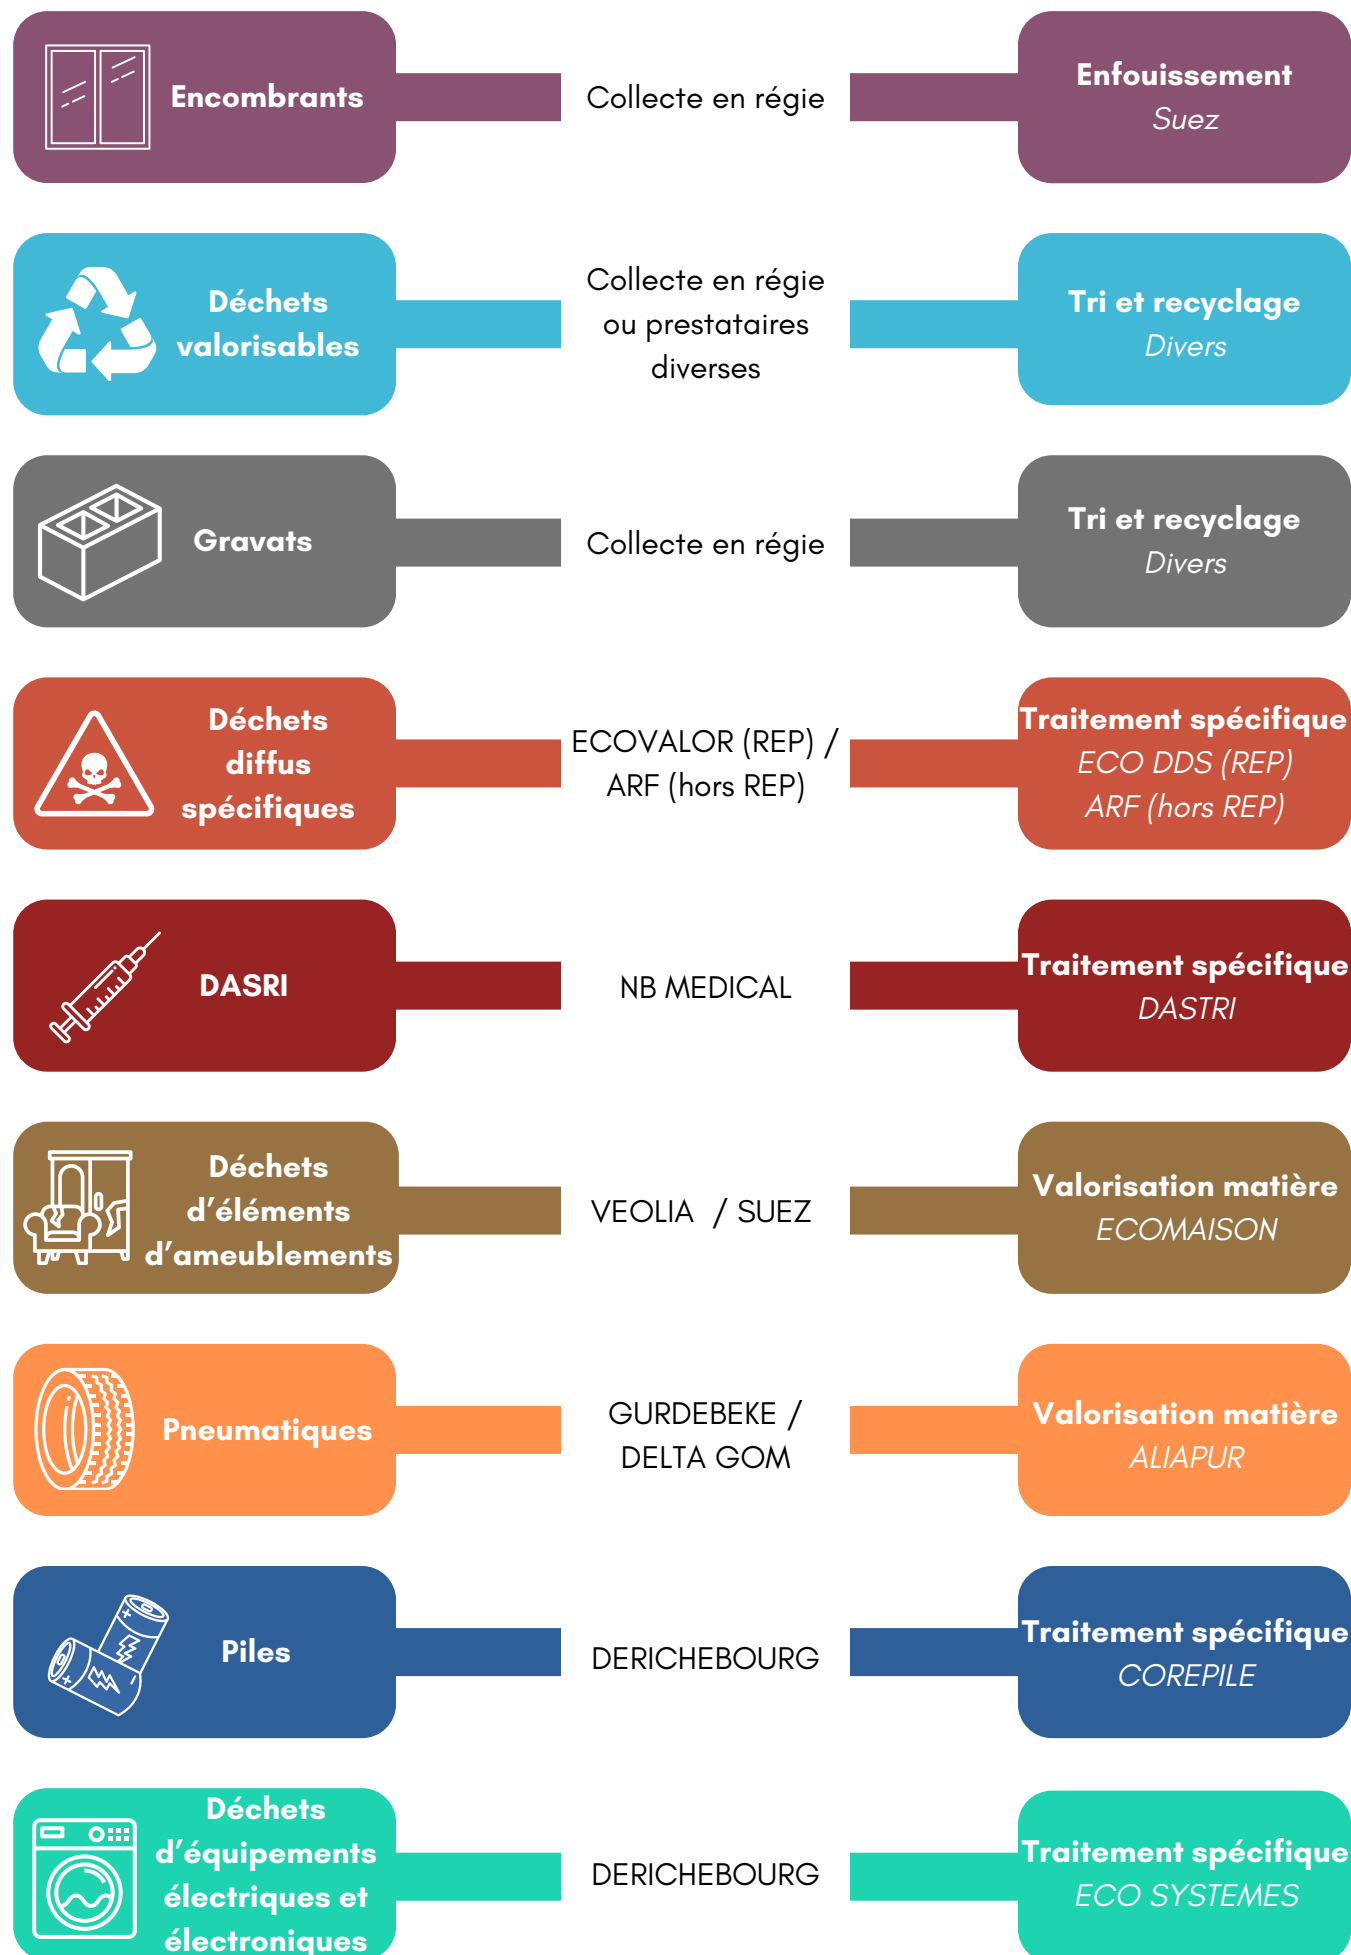 Encombrants
Collecte en régie
Enfouissement
Suez
Déchets
valorisables
Collecte en régie
ou prestataires
diverses
Tri et recyclage
Divers
Gravats
Collecte en régie
Tri et recyclage
Divers
Déchets
diffus
spécifiques
ECOVALOR (REP) /
ARF (hors REP)
Traitement spécifique
ECO DDS (REP)
ARF (hors REP)
DASRI
NB MEDICAL
Traitement spécifique
DASTRI
Déchets
d’éléments
d’ameublements
VEOLIA / SUEZ
Valorisation matière
ECOMAISON
Pneumatiques
GURDEBEKE /
DELTA GOM
Valorisation matière
ALIAPUR
Piles
DERICHEBOURG
Traitement spécifique
COREPILE
Déchets
d’équipements
électriques et
électroniques
DERICHEBOURG
Traitement spécifique
ECO SYSTEMES